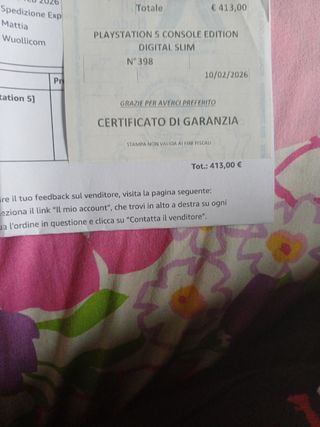 2026
Spedizione Exp
Mattia
Wuollicom
Totale € 413,00
PLAYSTATION 5 CONSOLE EDITION
DIGITAL SLIM
N°398
10/02/2026
GRAZIE PER AVERCI PREFERITO
CERTIFICATO DI GARANZIA
STAMPA NON VALIDA AI FINI FISCALI
Pr
tation 5]
Tot.: 413,00 €
re il tuo feedback sul venditore, visita la pagina seguente:
eziona il link "Il mio account", che trovi in alto a destra su ogni
ua l'ordine in questione e clicca su "Contatta il venditore".